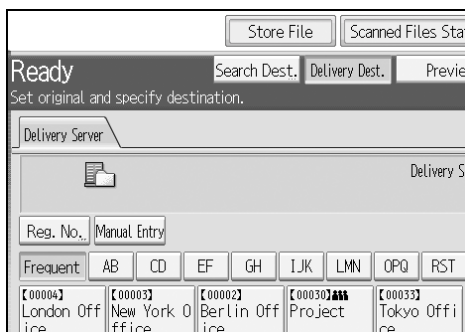 Store File Scanned Files Sta
Ready Search Dest. Delivery Dest. Previe
Set original and specify destination.
Delivery Server
Delivery S
Reg. No. Manual Entry
Frequent AB CD EF GH IJK LMN OPQ RST
【00004】 【00003】 【00002】 【00030】 【00033】
London Off New York O Berlin Off Project Tokyo Offi
ice ffice ice ce